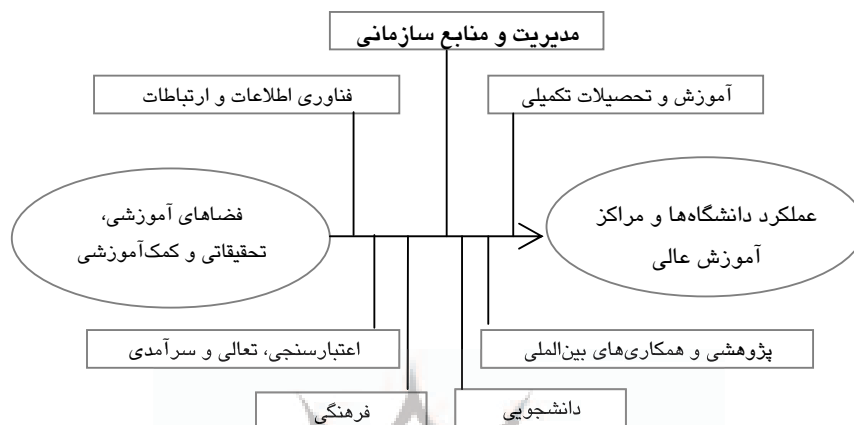 مدیریت و منابع سازمانی
آموزش و تحصیلات تکمیلی
فناوری اطلاعات و ارتباطات
عملکرد دانشگاه‌ها و مراکز
آموزش عالی
فضاهای آموزشی،
تحقیقاتی و کمک‌آموزشی
پژوهشی و همکاری‌های بین‌المللی
اعتبارسنجی، تعالی و سرآمدی
دانشجویی
فرهنگی